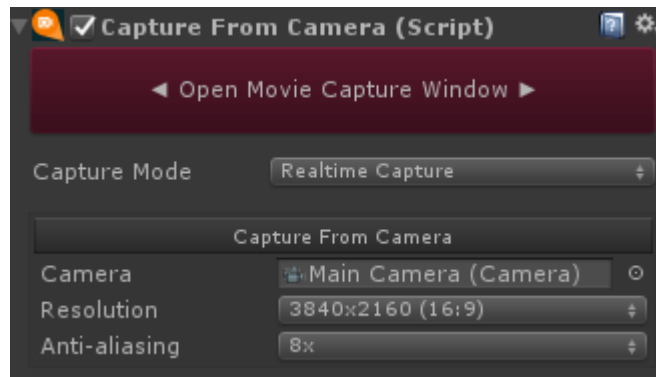 Capture From Camera (Script)
◄ Open Movie Capture Window ►
Capture Mode Realtime Capture
Capture From Camera
Camera Main Camera (Camera)
Resolution 3840x2160 (16:9)
Anti-aliasing 8x